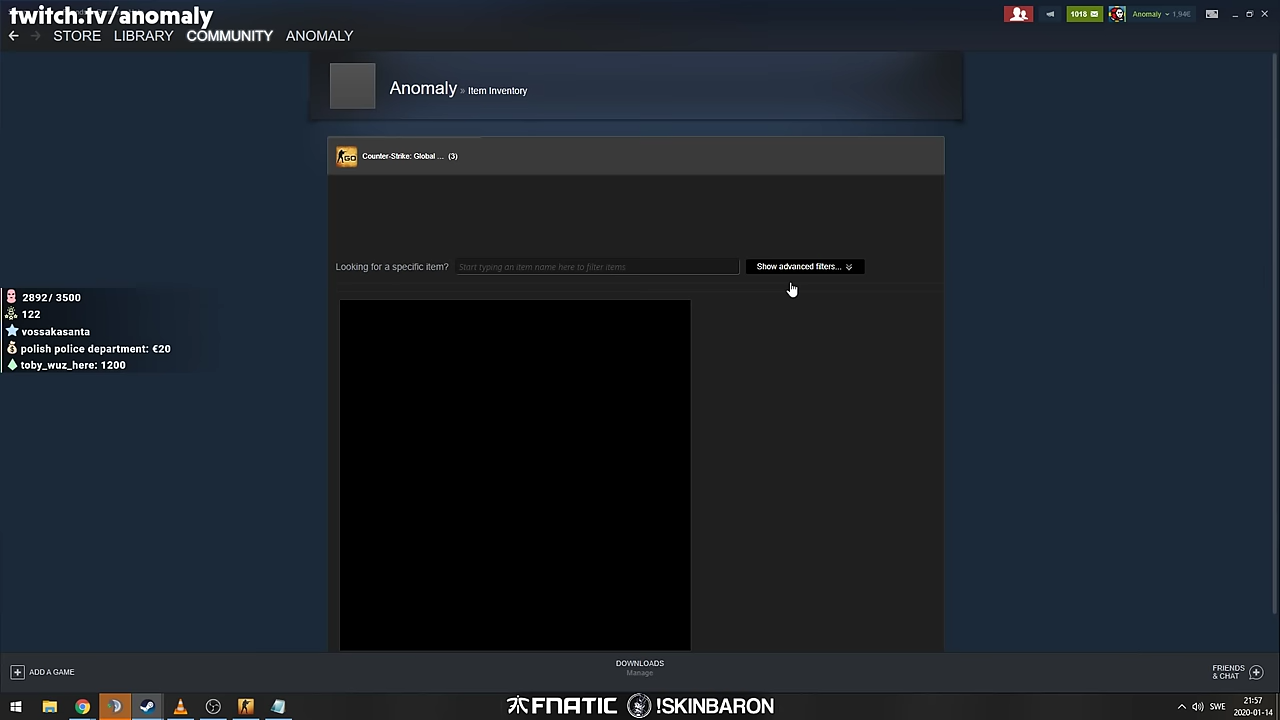 twitch.tv/anomaly
1018
Anomaly
1,94€
STORE LIBRARY COMMUNITY ANOMALY
Anomaly » Item Inventory
Counter-Strike: Global ... (3)
Looking for a specific item?
Start typing an item name here to filter items
Show advanced filters...
2892/ 3500
122
vossakasanta
polish police department: €20
toby_wuz_here: 1200
DOWNLOADS
Manage
ADD A GAME
FRIENDS
& CHAT
FNATIC !SKINBARON
SWE
21:57
2020-01-14